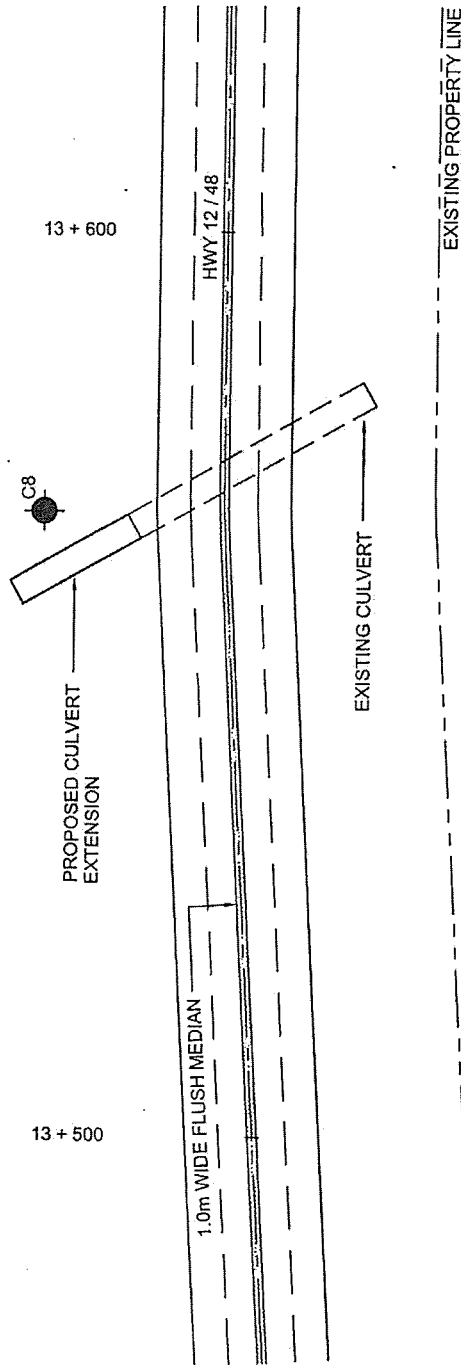 13 + 600
HWY 12 / 48
C8
PROPOSED CULVERT
EXTENSION
EXISTING CULVERT
EXISTING PROPERTY LINE
1.0m WIDE FLUSH MEDIAN
13 + 500